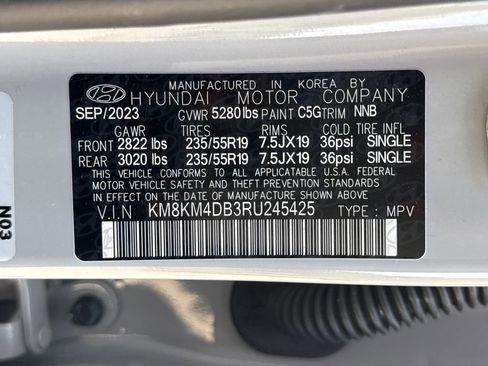 MANUFACTURED IN KOREA BY
HYUNDAI MOTOR COMPANY
SEP/2023 GVWR 5280 lbs PAINT C5G TRIM NNB
GAWR TIRES RIMS COLD TIRE INFL
FRONT 2822 lbs 235/55R19 7.5JX19 36psi SINGLE
REAR 3020 lbs 235/55R19 7.5JX19 36psi SINGLE
THIS VEHICLE CONFORMS TO ALL APPLICABLE U.S.A. FEDERAL
MOTOR VEHICLE SAFETY AND THEFT PREVENTION STANDARDS
IN EFFECT ON THE DATE OF MANUFACTURE SHOWN ABOVE.
V.I.N KM8KM4DB3RU245425 TYPE : MPV
N03